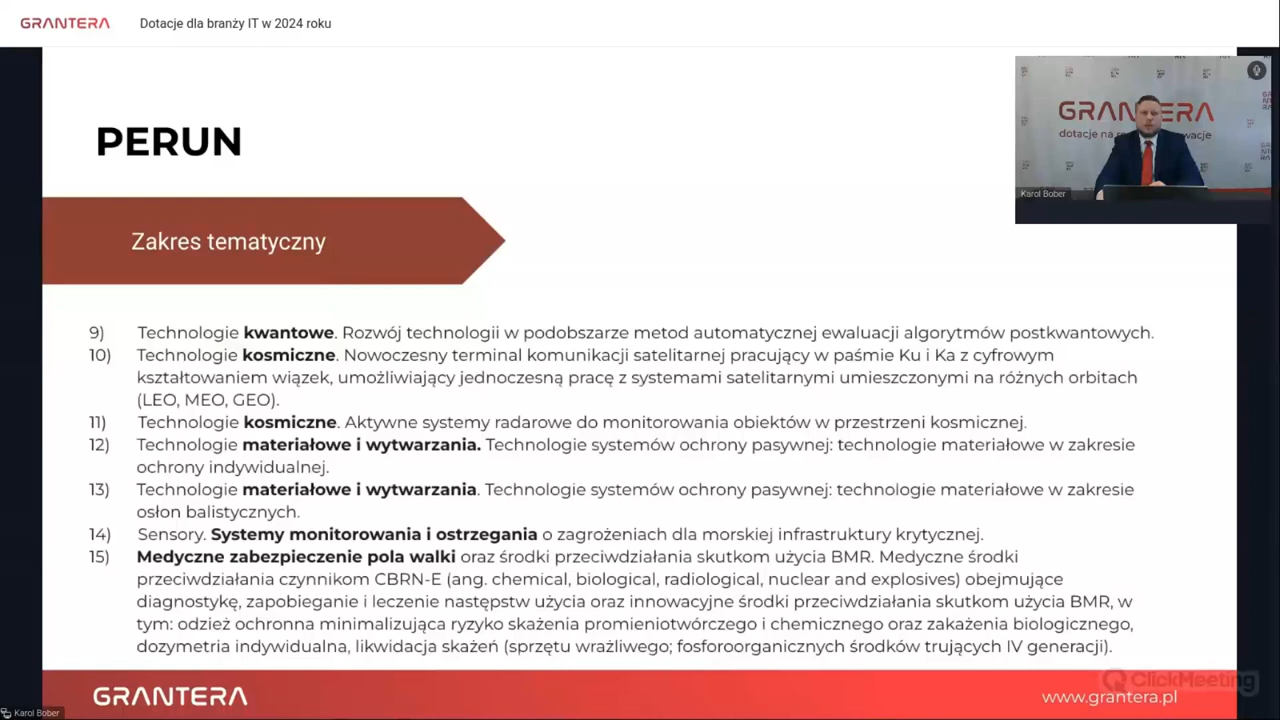 GRANTERA
Dotacje dla branży IT w 2024 roku
PERUN
GRANTERA
Karol Bober
Zakres tematyczny
9) Technologie kwantowe. Rozwój technologii w podobszarze metod automatycznej ewaluacji algorytmów postkwantowych.
10) Technologie kosmiczne. Nowoczesny terminal komunikacji satelitarnej pracujący w paśmie Ku i Ka z cyfrowym
kształtowaniem wiązek, umożliwiający jednoczesną pracę z systemami satelitarnymi umieszczonymi na różnych orbitach
(LEO, MEO, GEO).
11) Technologie kosmiczne. Aktywne systemy radarowe do monitorowania obiektów w przestrzeni kosmicznej.
12) Technologie materiałowe i wytwarzania. Technologie systemów ochrony pasywnej: technologie materiałowe w zakresie
ochrony indywidualnej.
13) Technologie materiałowe i wytwarzania. Technologie systemów ochrony pasywnej: technologie materiałowe w zakresie
osłon balistycznych.
14) Sensory. Systemy monitorowania i ostrzegania o zagrożeniach dla morskiej infrastruktury krytycznej.
15) Medyczne zabezpieczenie pola walki oraz środki przeciwdziałania skutkom użycia BMR. Medyczne środki
przeciwdziałania czynnikom CBRN-E (ang. chemical, biological, radiological, nuclear and explosives) obejmujące
diagnostykę, zapobieganie i leczenie następstw użycia oraz innowacyjne środki przeciwdziałania skutkom użycia BMR, w
tym: odzież ochronna minimalizująca ryzyko skażenia promieniotwórczego i chemicznego oraz zakażenia biologicznego,
dozymetria indywidualna, likwidacja skażeń (sprzętu wrażliwego; fosforoorganicznych środków trujących IV generacji).
GRANTERA
ClickMeeting
www.grantera.pl
Karol Bober